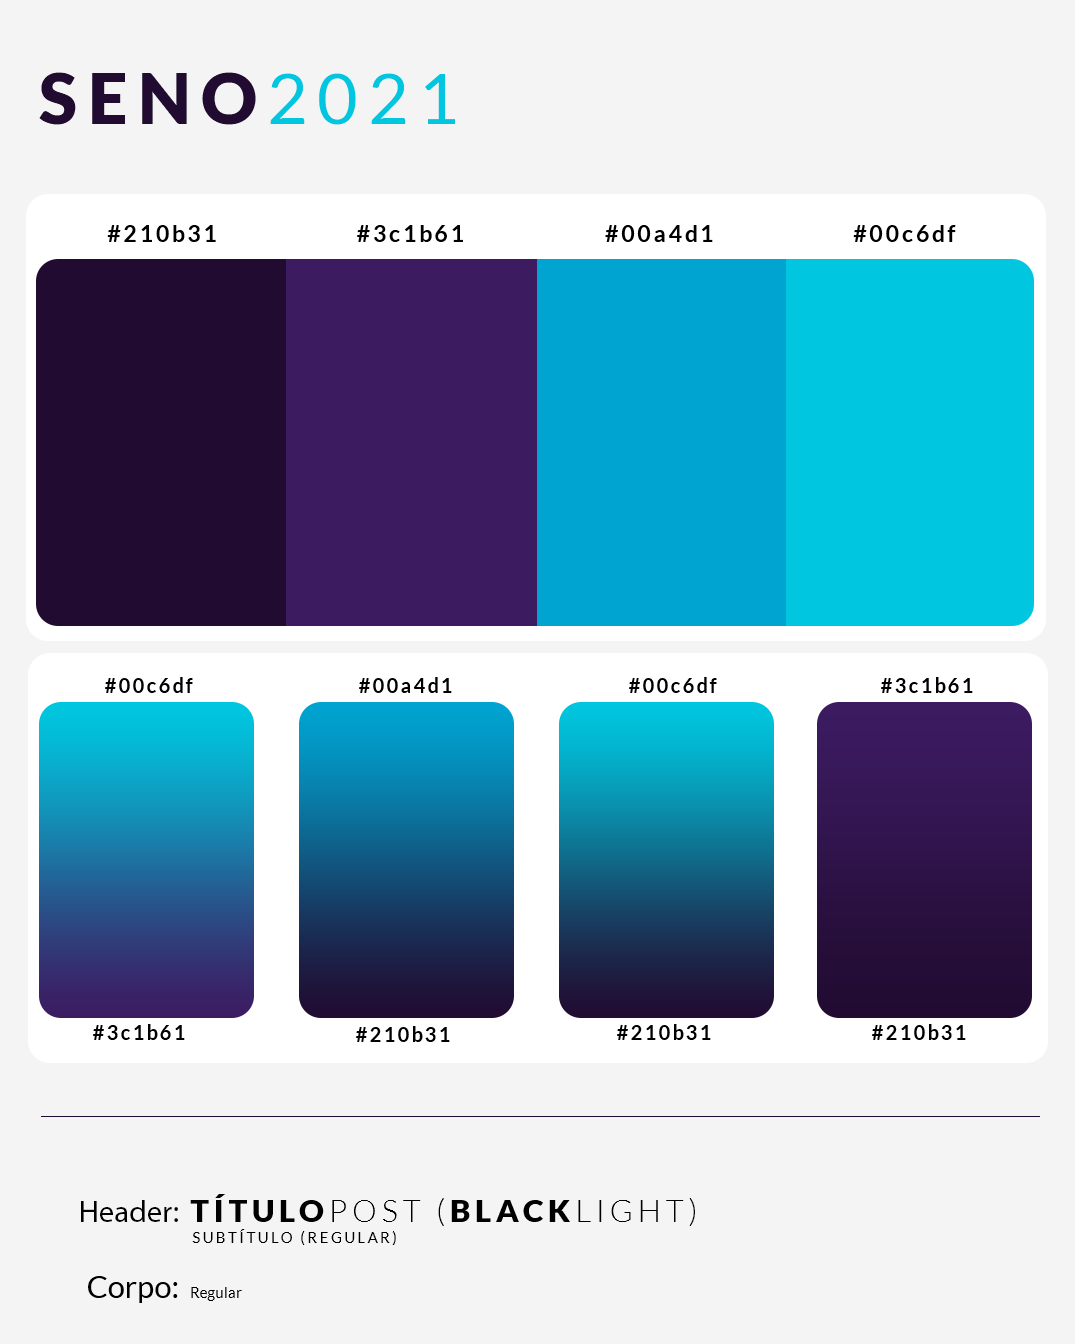 SENO2021
#210b31 #3c1b61 #00a4d1 #00c6df
#00c6df #00a4d1 #00c6df #3c1b61
#3c1b61 #210b31 #210b31 #210b31
Header: TÍTULOPOST (BLACKLIGHT)
SUBTÍTULO (REGULAR)
Corpo: Regular